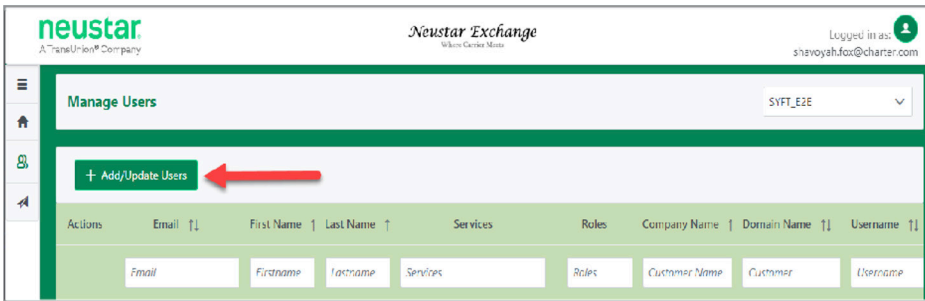 neustar
A TransUnion® Company
Neustar Exchange
Where Carrier Meets
Logged in as:
shavoyah.fox@charter.com
Manage Users
SYFT_E2E
+ Add/Update Users
Actions Email ↑↓ First Name ↑ Last Name ↑ Services Roles Company Name ↑ Domain Name ↑↓ Username ↑↓
Email Firstname Lastname Services Roles Customer Name Customer Username